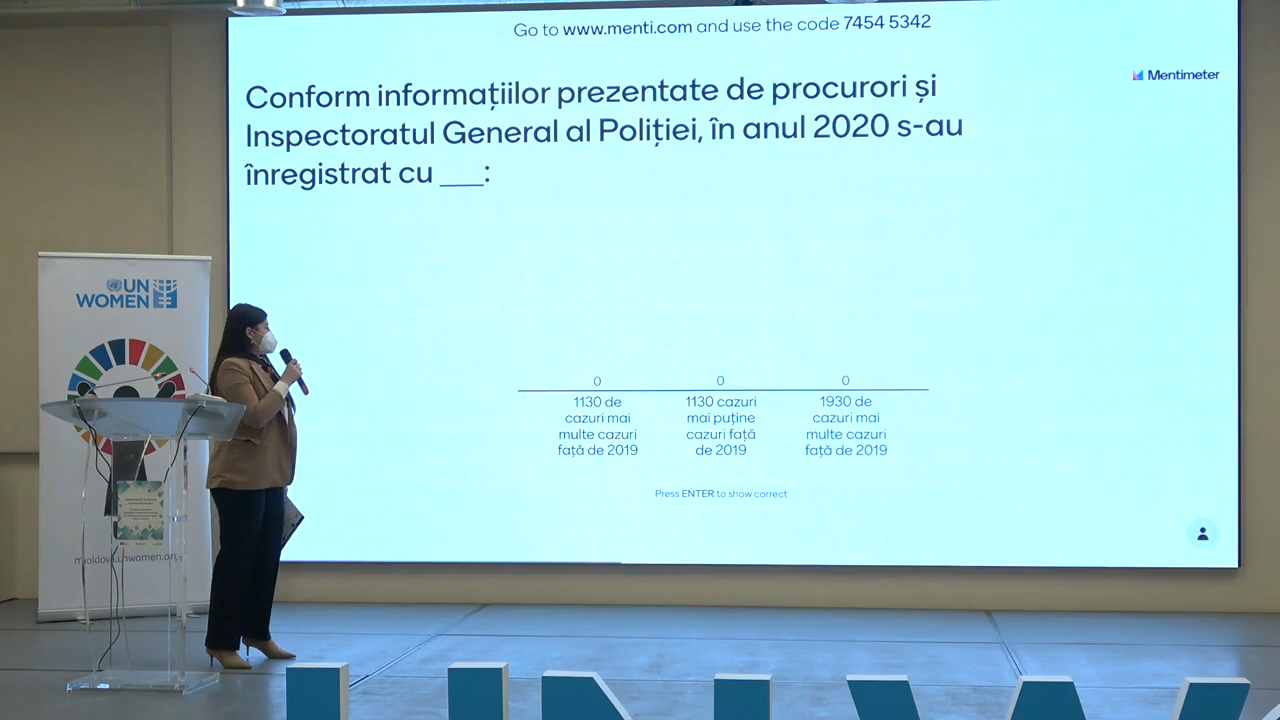 Go to www.menti.com and use the code 7454 5342
Mentimeter
Conform informațiilor prezentate de procurori și
Inspectoratul General al Poliției, în anul 2020 s-au
înregistrat cu ___:
0
0
0
1130 de
cazuri mai
multe cazuri
față de 2019
1130 cazuri
mai puține
cazuri față
de 2019
1930 de
cazuri mai
multe cazuri
față de 2019
Press ENTER to show correct
UN
WOMEN
moldova.unwomen.org